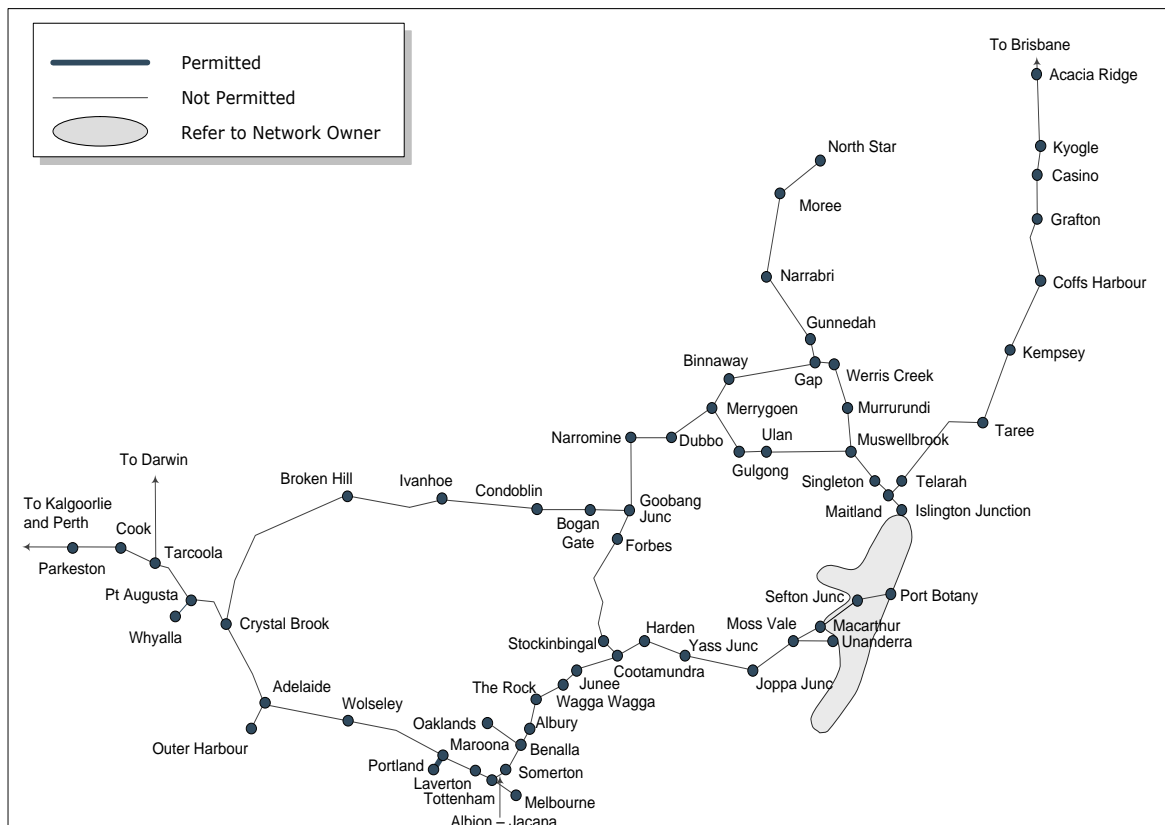 Permitted
Not Permitted
Refer to Network Owner
To Brisbane
Acacia Ridge
Kyogle
Casino
Grafton
Coffs Harbour
Kempsey
Taree
North Star
Moree
Narrabri
Gunnedah
Binnaway
Gap
Werris Creek
Merrygoen
Murrurundi
Narromine
Dubbo
Ulan
Muswellbrook
Gulgong
Singleton
Telarah
Maitland
Islington Junction
To Darwin
Broken Hill
Ivanhoe
Condoblin
Goobang
Junc
Bogan
Gate
Forbes
To Kalgoorlie
and Perth
Cook
Tarcoola
Parkeston
Pt Augusta
Whyalla
Crystal Brook
Sefton Junc
Port Botany
Moss Vale
Macarthur
Unanderra
Stockinbingal
Harden
Yass Junc
Cootamundra
Joppa Junc
Junee
The Rock
Wagga Wagga
Adelaide
Wolseley
Outer Harbour
Oaklands
Albury
Maroona
Benalla
Portland
Laverton
Somerton
Tottenham
Melbourne
Albion – Jacana